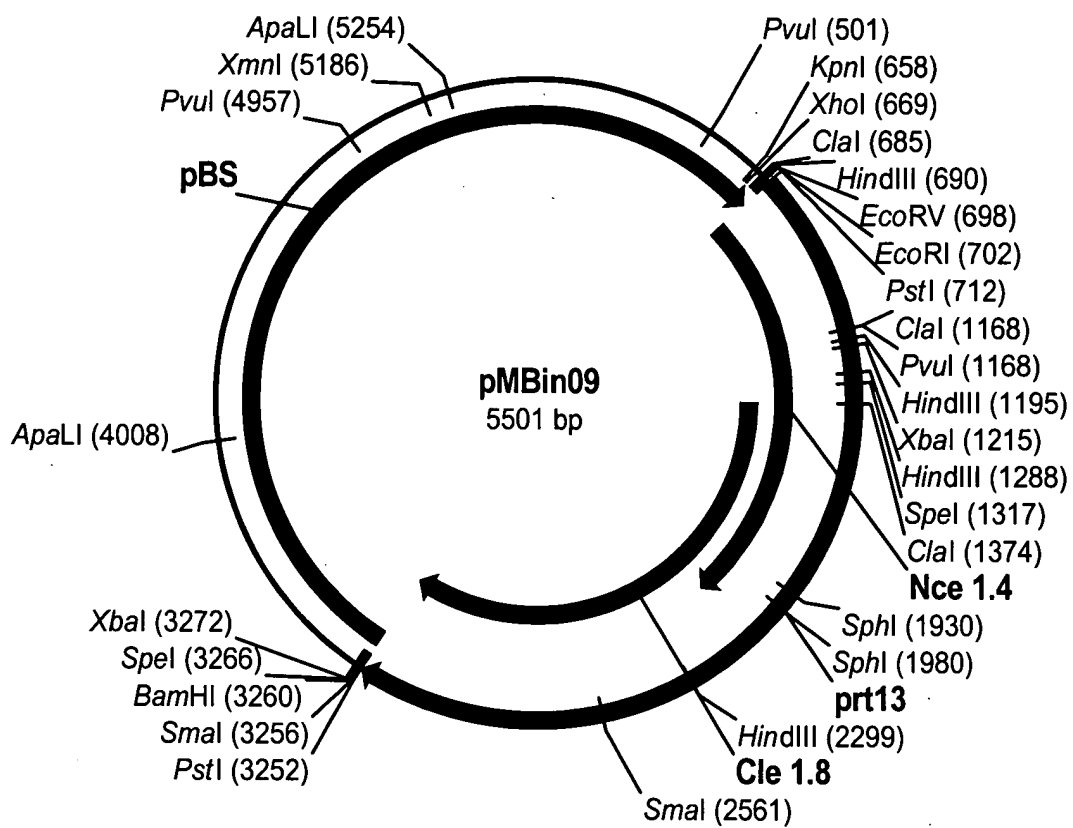 ApaLI (5254)
XmnI (5186)
PvuI (4957)
pBS
ApaLI (4008)
PvuI (501)
KpnI (658)
XhoI (669)
ClaI (685)
HindIII (690)
EcoRV (698)
EcoRI (702)
PstI (712)
ClaI (1168)
PvuI (1168)
HindIII (1195)
XbaI (1215)
HindIII (1288)
SpeI (1317)
ClaI (1374)
Nce 1.4
SphI (1930)
SphI (1980)
prt13
HindIII (2299)
Cle 1.8
SmaI (2561)
pMBin09
5501 bp
XbaI (3272)
SpeI (3266)
BamHI (3260)
SmaI (3256)
PstI (3252)